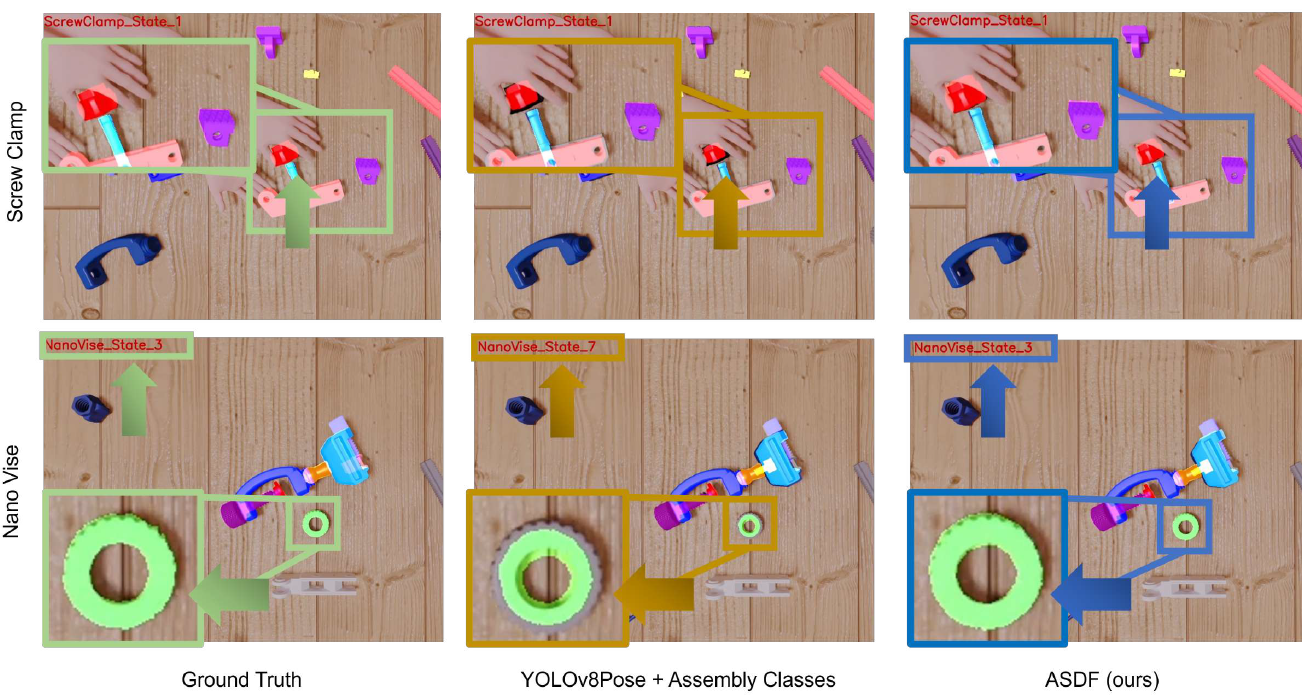 ScrewClamp_State_1
ScrewClamp_State_1
ScrewClamp_State_1
Screw Clamp
NanoVise_State_3
NanoVise_State_7
NanoVise_State_3
Nano Vise
Ground Truth
YOLOv8Pose + Assembly Classes
ASDF (ours)